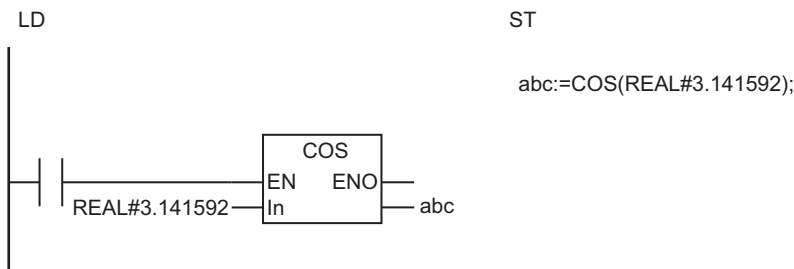 LD
ST
abc:=COS(REAL#3.141592);
COS
EN ENO
REAL#3.141592 In abc